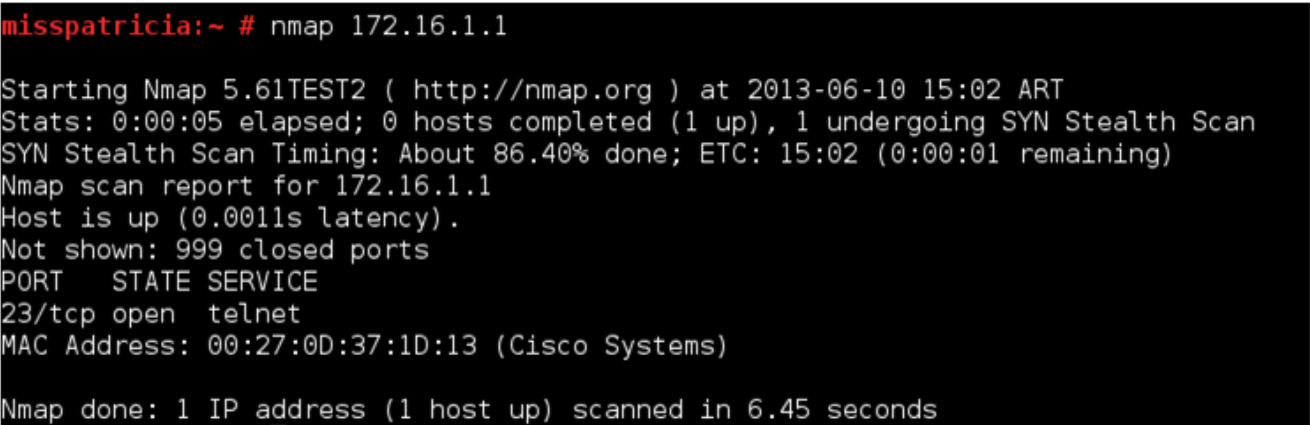 misspatricia:~ # nmap 172.16.1.1
Starting Nmap 5.61TEST2 ( http://nmap.org ) at 2013-06-10 15:02 ART
Stats: 0:00:05 elapsed; 0 hosts completed (1 up), 1 undergoing SYN Stealth Scan
SYN Stealth Scan Timing: About 86.40% done; ETC: 15:02 (0:00:01 remaining)
Nmap scan report for 172.16.1.1
Host is up (0.0011s latency).
Not shown: 999 closed ports
PORT   STATE SERVICE
23/tcp open  telnet
MAC Address: 00:27:0D:37:1D:13 (Cisco Systems)
Nmap done: 1 IP address (1 host up) scanned in 6.45 seconds